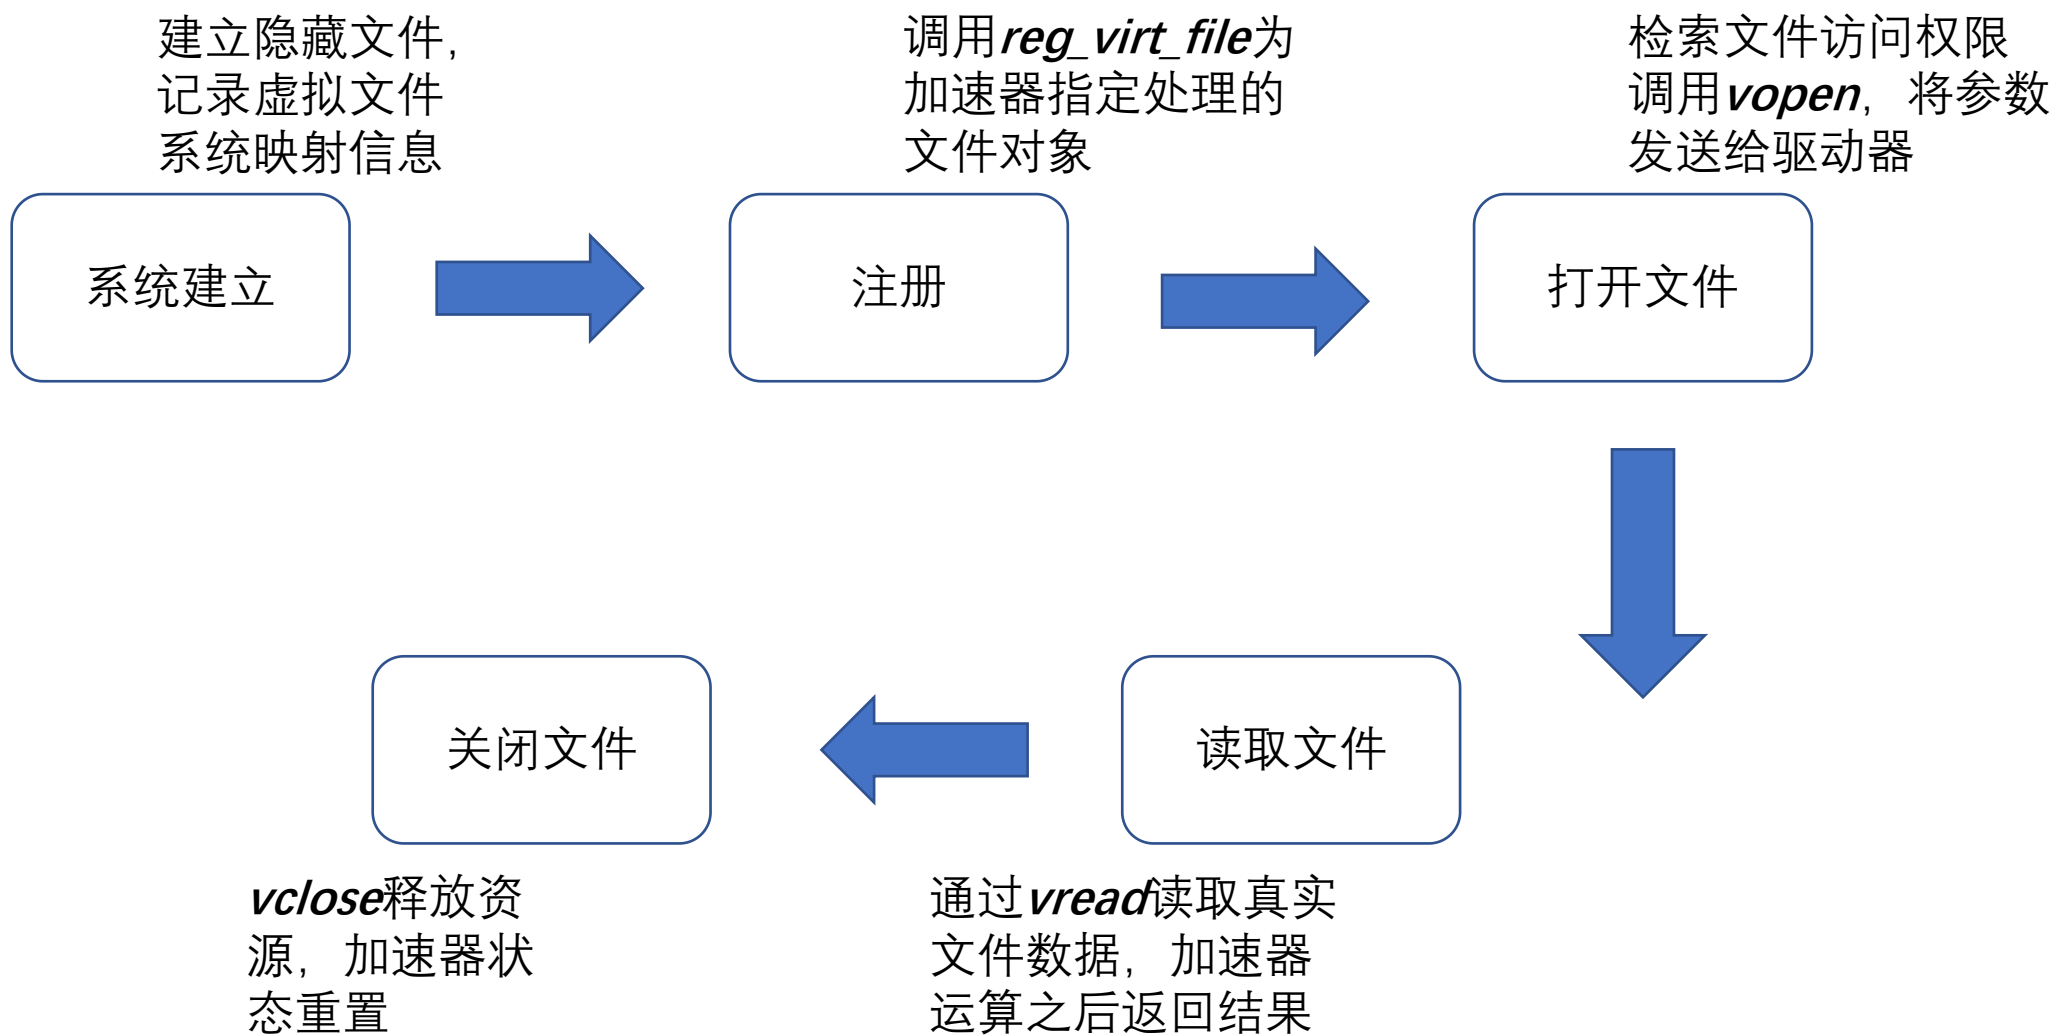 建立隐藏文件，
记录虚拟文件
系统映射信息
调用reg_virt_file为
加速器指定处理的
文件对象
检索文件访问权限
调用vopen，将参数
发送给驱动器
系统建立
注册
打开文件
关闭文件
读取文件
vclose释放资
源，加速器状
态重置
通过vread读取真实
文件数据，加速器
运算之后返回结果